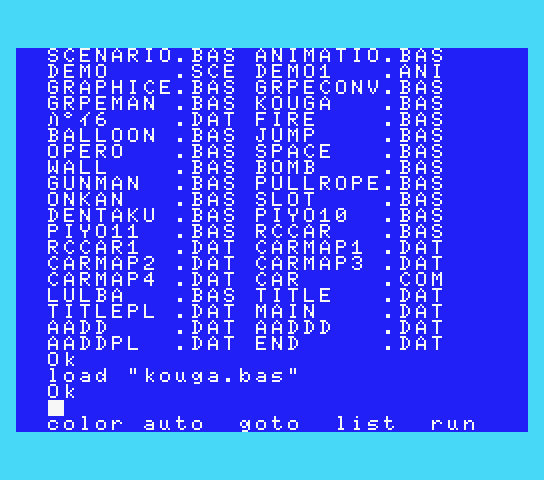 SCENARIO.BAS ANIMATIO.BAS
DEMO    .SCE DEMO1   .ANI
GRAPHICE.BAS GRPECONV.BAS
GRPEMAN .BAS KOUGA   .BAS
ハ゜イ6    .DAT FIRE    .BAS
BALLOON .BAS JUMP    .BAS
OPERO   .BAS SPACE   .BAS
WALL    .BAS BOMB    .BAS
GUNMAN  .BAS PULLROPE.BAS
ONKAN   .BAS SLOT    .BAS
DENTAKU .BAS PIYO10  .BAS
PIYO11  .BAS RCCAR   .BAS
RCCAR1  .DAT CARMAP1 .DAT
CARMAP2 .DAT CARMAP3 .DAT
CARMAP4 .DAT CAR     .COM
LULBA   .BAS TITLE   .DAT
TITLEPL .DAT MAIN    .DAT
AADD    .DAT AADDD   .DAT
AADDPL  .DAT END     .DAT
Ok
load "kouga.bas"
Ok
color auto  goto  list  run